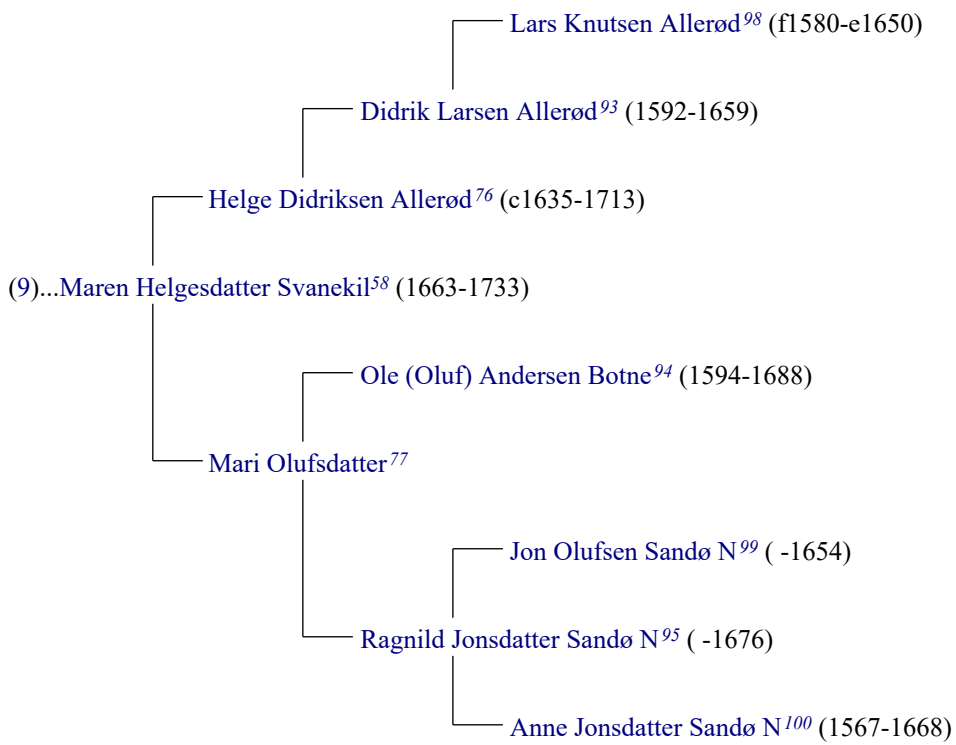 Lars Knutsen Allerød98 (f1580-e1650)
Didrik Larsen Allerød93 (1592-1659)
Helge Didriksen Allerød76 (c1635-1713)
(9)...Maren Helgesdatter Svanekil58 (1663-1733)
Ole (Oluf) Andersen Botne94 (1594-1688)
Mari Olufsdatter77
Jon Olufsen Sandø N99 ( -1654)
Ragnild Jonsdatter Sandø N95 ( -1676)
Anne Jonsdatter Sandø N100 (1567-1668)